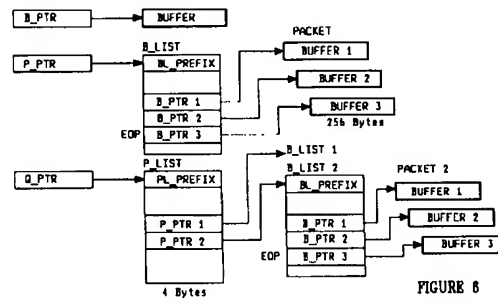 B_PTR
BUFFER
P_PTR
B_LIST
BL_PREFIX
B_PTR 1
B_PTR 2
EOP
B_PTR 3
PACKET
BUFFER 1
BUFFER 2
BUFFER 3
256 Bytes
Q_PTR
P_LIST
PL_PREFIX
P_PTR 1
P_PTR 2
4 Bytes
B_LIST 1
B_LIST 2
BL_PREFIX
B_PTR 1
B_PTR 2
EOP
B_PTR 3
PACKET 2
BUFFER 1
BUFFER 2
BUFFER 3
FIGURE 6